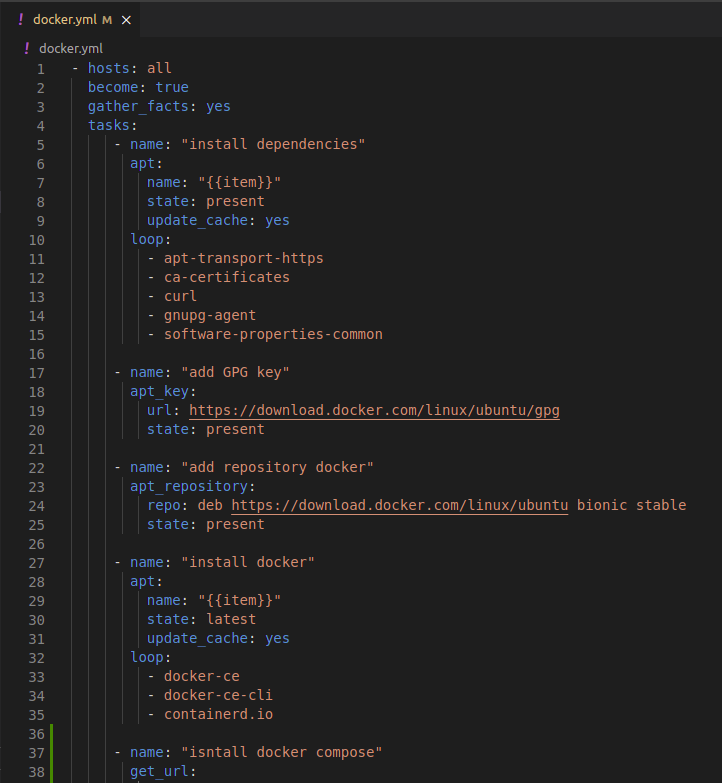 ! docker.yml M ×
! docker.yml
1 - hosts: all
2   become: true
3   gather_facts: yes
4   tasks:
5     - name: "install dependencies"
6       apt:
7         name: "{{item}}"
8         state: present
9         update_cache: yes
10       loop:
11         - apt-transport-https
12         - ca-certificates
13         - curl
14         - gnupg-agent
15         - software-properties-common
16
17     - name: "add GPG key"
18       apt_key:
19         url: https://download.docker.com/linux/ubuntu/gpg
20         state: present
21
22     - name: "add repository docker"
23       apt_repository:
24         repo: deb https://download.docker.com/linux/ubuntu bionic stable
25         state: present
26
27     - name: "install docker"
28       apt:
29         name: "{{item}}"
30         state: latest
31         update_cache: yes
32       loop:
33         - docker-ce
34         - docker-ce-cli
35         - containerd.io
36
37     - name: "isntall docker compose"
38       get_url: